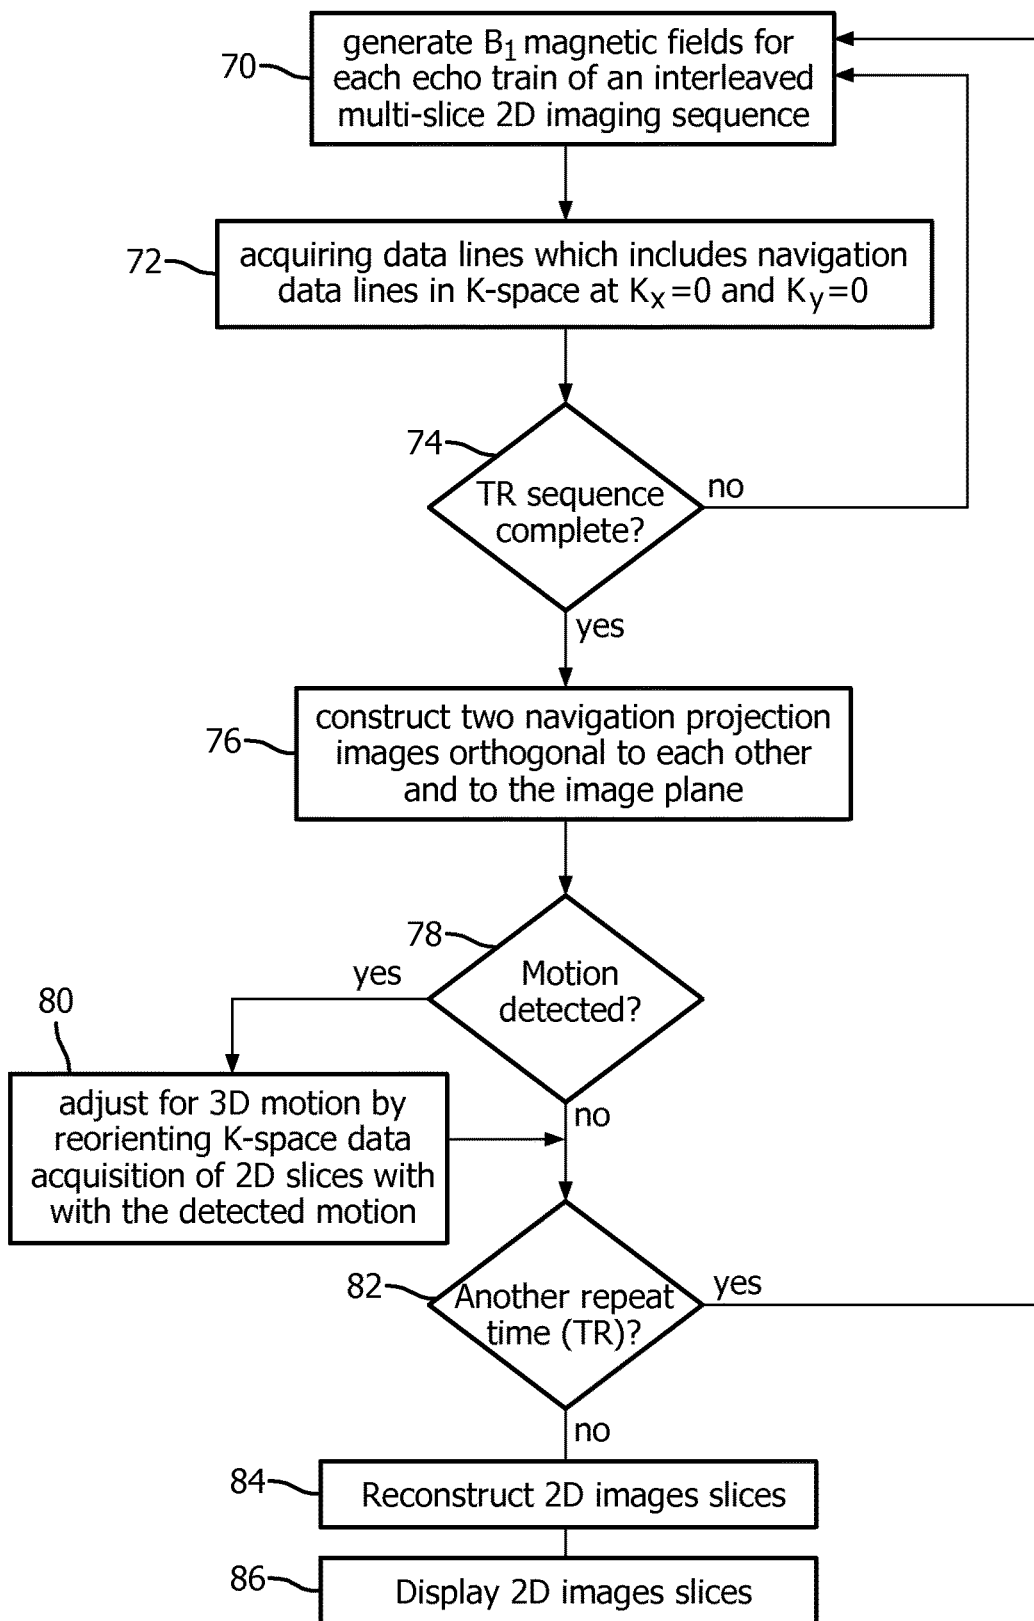 70
generate B₁ magnetic fields for
each echo train of an interleaved
multi-slice 2D imaging sequence
72
acquiring data lines which includes navigation
data lines in K-space at Kₓ=0 and Kᵧ=0
74
TR sequence
complete?
no
yes
76
construct two navigation projection
images orthogonal to each other
and to the image plane
78
Motion
detected?
yes
no
80
adjust for 3D motion by
reorienting K-space data
acquisition of 2D slices with
with the detected motion
82
Another repeat
time (TR)?
yes
no
84
Reconstruct 2D images slices
86
Display 2D images slices